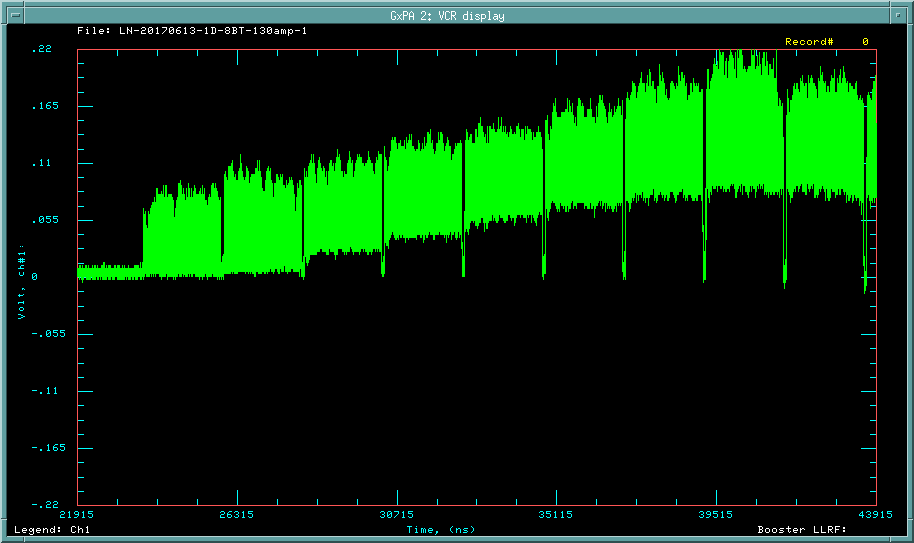 GxPA 2: VCR display
File: LN-20170613-1D-8BT-130amp-1
Record# 0
.22
.165
.11
.055
0
-.055
-.11
-.165
-.22
Volt, ch#1:
21915 26315 30715 35115 39515 43915
Legend: Ch1 Time, (ns) Booster LLRF: